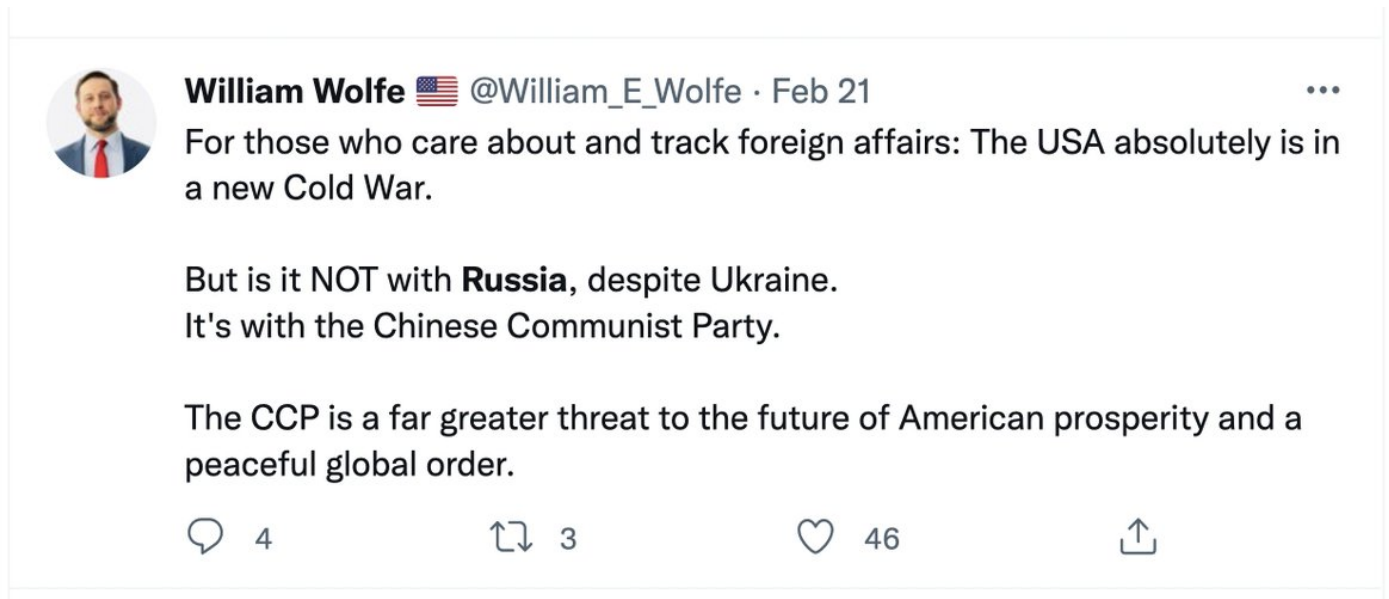 William Wolfe 🇺🇸 @William_E_Wolfe · Feb 21
For those who care about and track foreign affairs: The USA absolutely is in
a new Cold War.
But is it NOT with Russia, despite Ukraine.
It's with the Chinese Communist Party.
The CCP is a far greater threat to the future of American prosperity and a
peaceful global order.
4 3 46